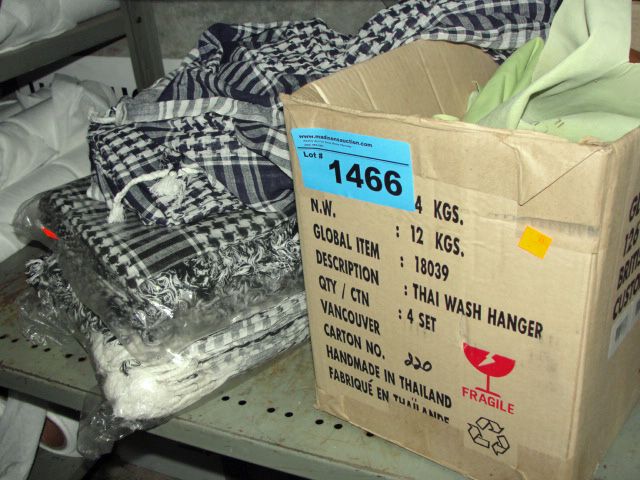 www.madisonsauction.com
Lot # 1466
4 KGS.
N.W. : 12 KGS.
GLOBAL ITEM : 18039
DESCRIPTION : THAI WASH HANGER
QTY / CTN : 4 SET
VANCOUVER
CARTON NO. 220
HANDMADE IN THAILAND
FABRIQUÉ EN THAÏLANDE
FRAGILE